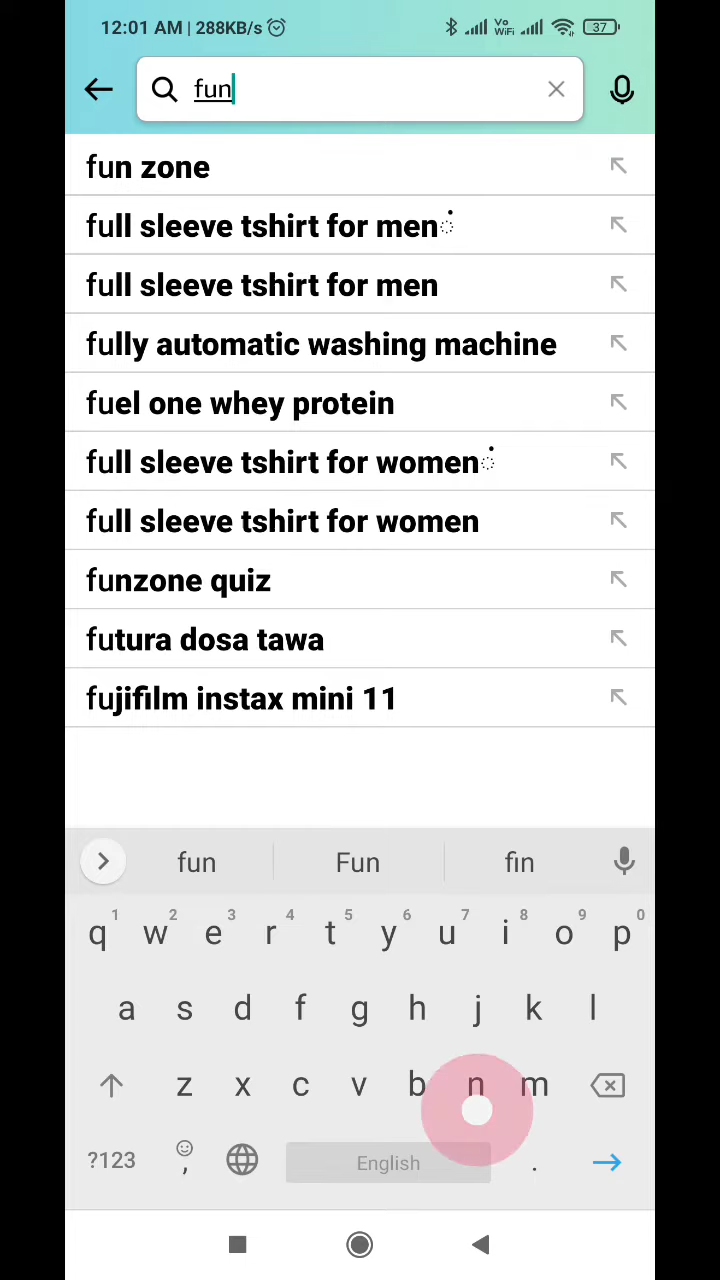 12:01 AM | 288KB/s Vo WiFi 37
fun
fun zone
full sleeve tshirt for menं
full sleeve tshirt for men
fully automatic washing machine
fuel one whey protein
full sleeve tshirt for womenं
full sleeve tshirt for women
funzone quiz
futura dosa tawa
fujifilm instax mini 11
fun Fun fin
1 2 3 4 5 6 7 8 9 0
q w e r t y u i o p
a s d f g h j k l
z x c v b n m
?123 , English .